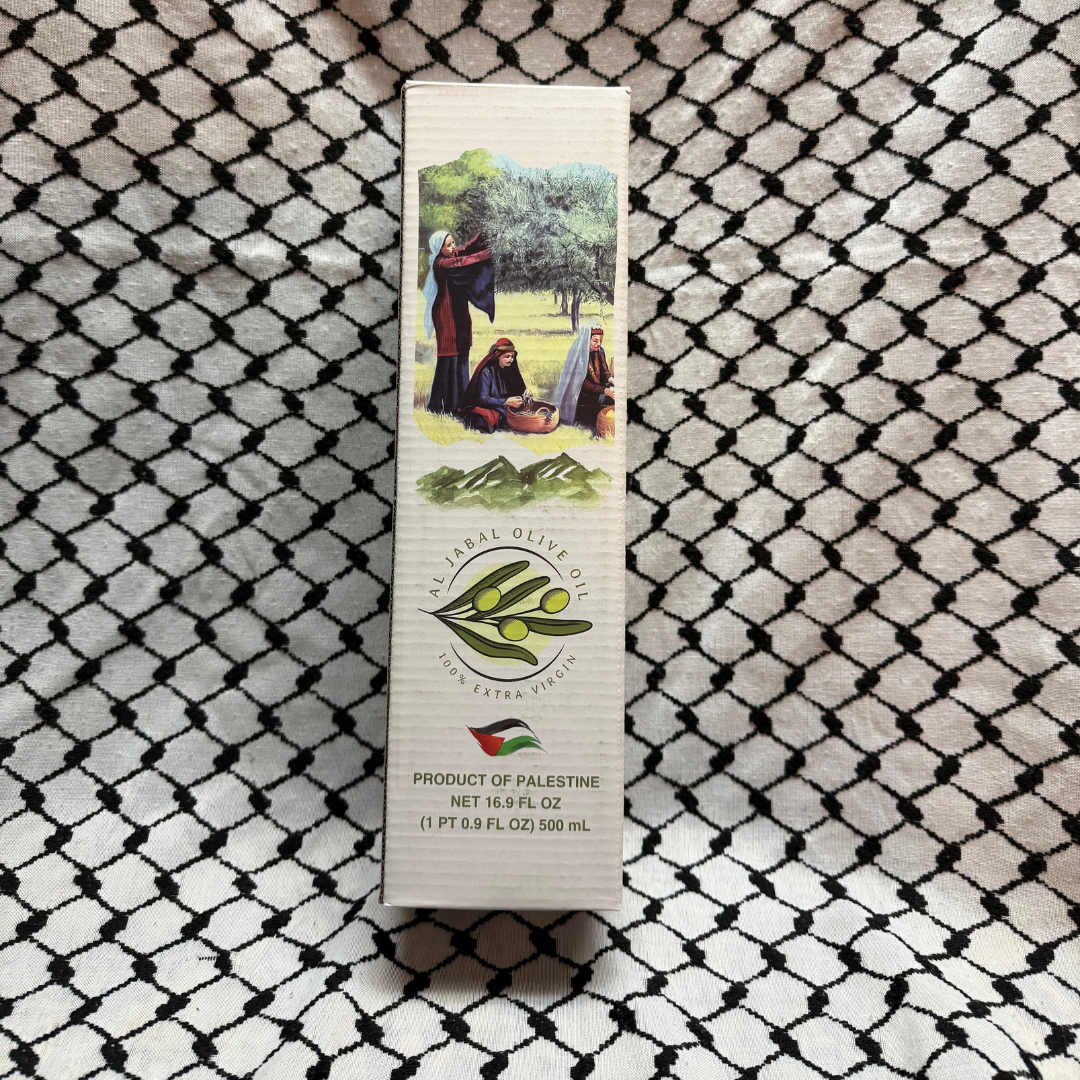 AL JABAL OLIVE OIL
100% EXTRA VIRGIN
PRODUCT OF PALESTINE
NET 16.9 FL OZ
(1 PT 0.9 FL OZ) 500 mL